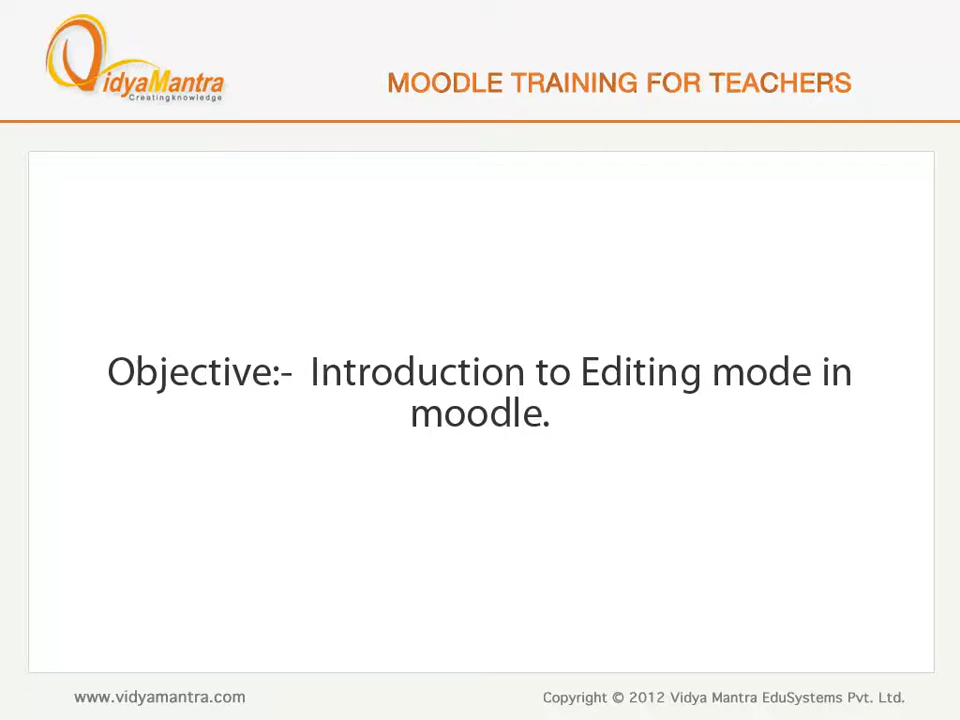 VidyaMantra
Creatingknowledge
MOODLE TRAINING FOR TEACHERS
Objective:- Introduction to Editing mode in
moodle.
www.vidyamantra.com
Copyright © 2012 Vidya Mantra EduSystems Pvt. Ltd.